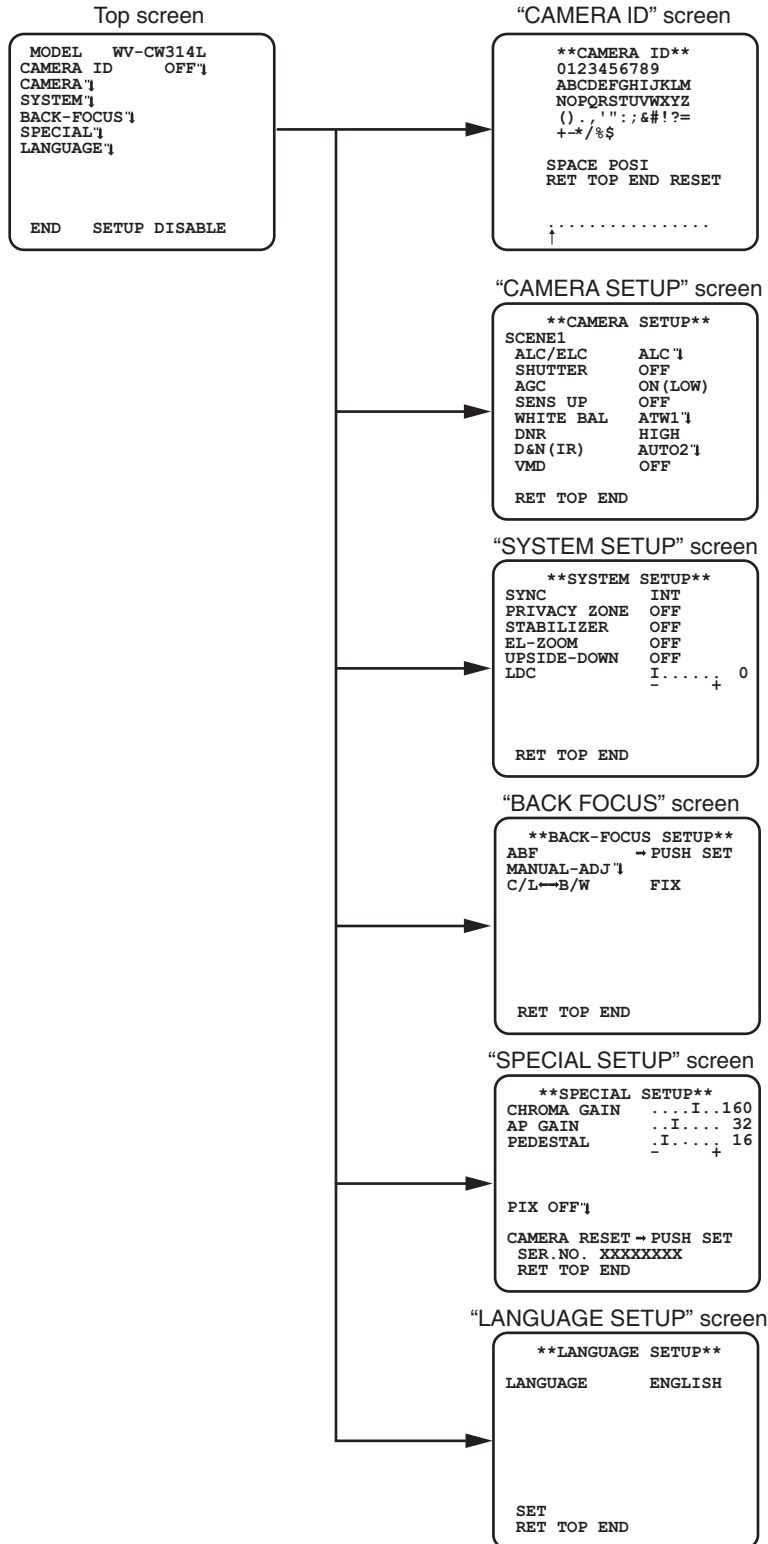 Top screen
MODEL WV-CW314L
CAMERA ID OFF
CAMERA
SYSTEM
BACK-FOCUS
SPECIAL
LANGUAGE
END SETUP DISABLE
“CAMERA ID” screen
**CAMERA ID**
0123456789
ABCDEFGHIJKLM
NOPQRSTUVWXYZ
().,'":;&#!?=
+-*/%$
SPACE POSI
RET TOP END RESET
................
↑
“CAMERA SETUP” screen
**CAMERA SETUP**
SCENE1
ALC/ELC ALC
SHUTTER OFF
AGC ON(LOW)
SENS UP OFF
WHITE BAL ATW1
DNR HIGH
D&N(IR) AUTO2
VMD OFF
RET TOP END
“SYSTEM SETUP” screen
**SYSTEM SETUP**
SYNC INT
PRIVACY ZONE OFF
STABILIZER OFF
EL-ZOOM OFF
UPSIDE-DOWN OFF
LDC I...... 0
- +
RET TOP END
“BACK FOCUS” screen
**BACK-FOCUS SETUP**
ABF → PUSH SET
MANUAL-ADJ
C/L↔B/W FIX
RET TOP END
“SPECIAL SETUP” screen
**SPECIAL SETUP**
CHROMA GAIN ....I..160
AP GAIN ..I.... 32
PEDESTAL .I..... 16
- +
PIX OFF
CAMERA RESET → PUSH SET
SER.NO. XXXXXXXX
RET TOP END
“LANGUAGE SETUP” screen
**LANGUAGE SETUP**
LANGUAGE ENGLISH
SET
RET TOP END